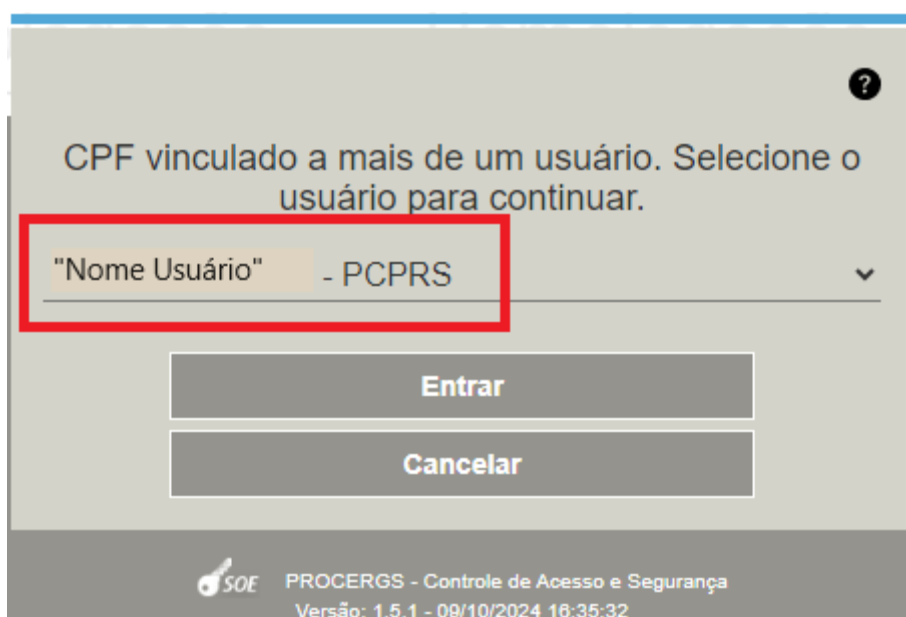 CPF vinculado a mais de um usuário. Selecione o
usuário para continuar.
"Nome Usuário" - PCPRS
Entrar
Cancelar
SOE PROCERGS - Controle de Acesso e Segurança
Versão: 1.5.1 - 09/10/2024 16:35:32